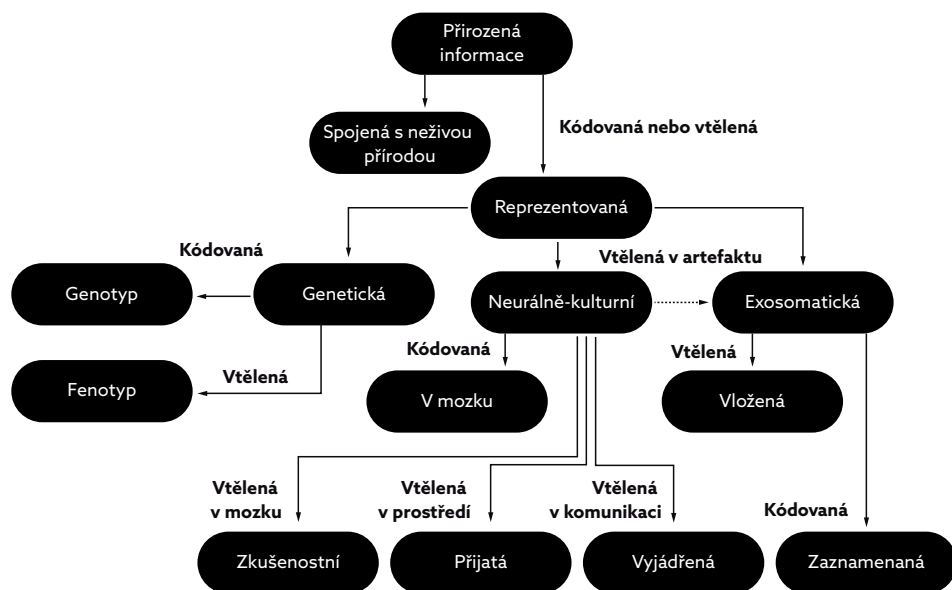 Přirozená
informace
Spojená s neživou
přírodou
Kódovaná nebo vtělená
Reprezentovaná
Kódovaná
Vtělená v artefaktu
Genotyp
Genetická
Neurálně-kulturní
Exosomatická
Kódovaná
Vtělená
Fenotyp
Vtělená
V mozku
Vložená
Vtělená
v mozku
Vtělená
v prostředí
Vtělená
v komunikaci
Kódovaná
Zkušenostní
Přijatá
Vyjádřená
Zaznamenaná